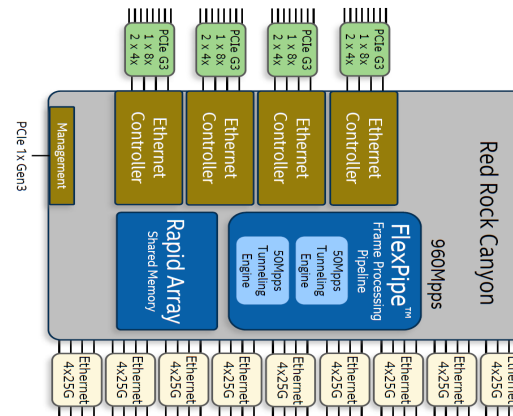 Red Rock Canyon
960Mpps
PCIe G3
1 x 8x
2 x 4x
PCIe G3
1 x 8x
2 x 4x
PCIe G3
1 x 8x
2 x 4x
PCIe G3
1 x 8x
2 x 4x
Ethernet
Controller
Ethernet
Controller
Ethernet
Controller
Ethernet
Controller
FlexPipe™
Frame Processing
Pipeline
50Mpps
Tunneling
Engine
50Mpps
Tunneling
Engine
Rapid Array
Shared Memory
Ethernet
4x25G
Ethernet
4x25G
Ethernet
4x25G
Ethernet
4x25G
Ethernet
4x25G
Ethernet
4x25G
Ethernet
4x25G
Ethernet
4x25G
Ethernet
4x25G
Management
PCIe 1x Gen3